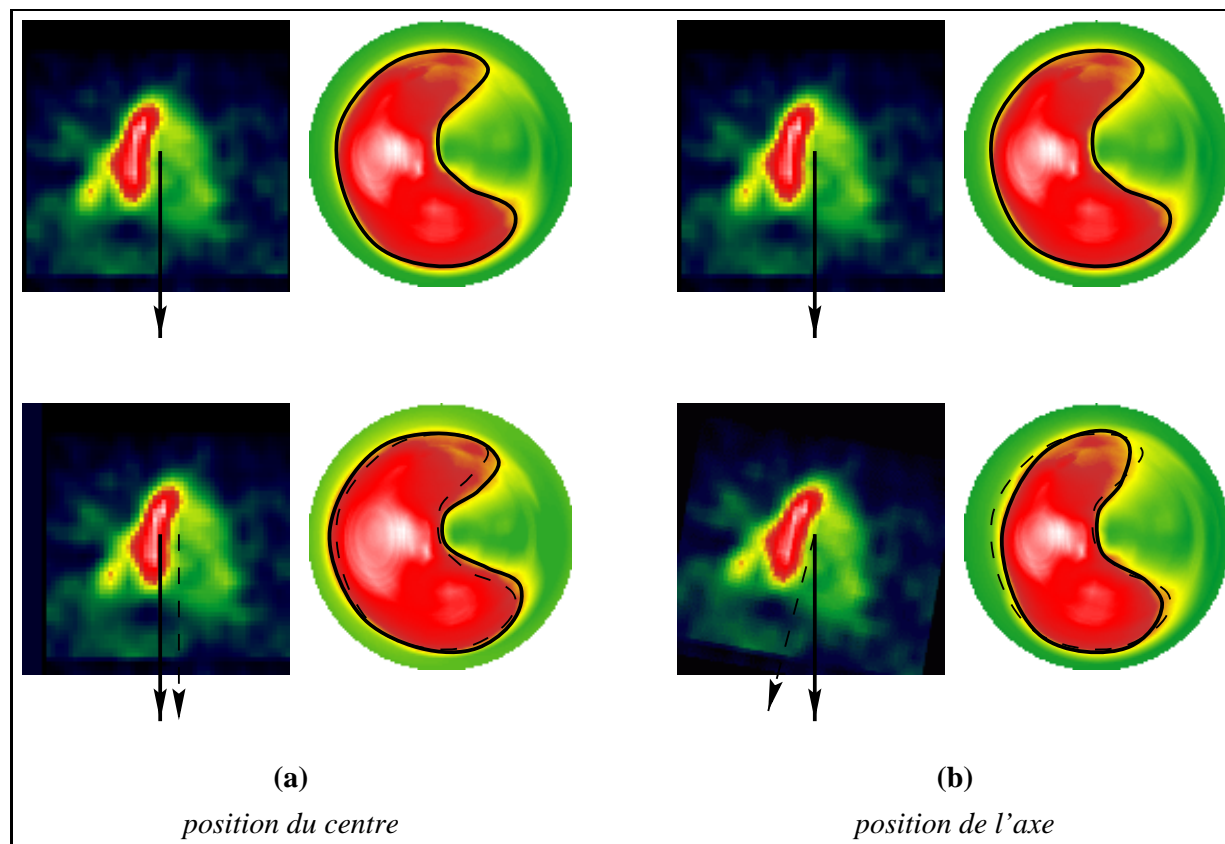 (a)
position du centre
(b)
position de l'axe